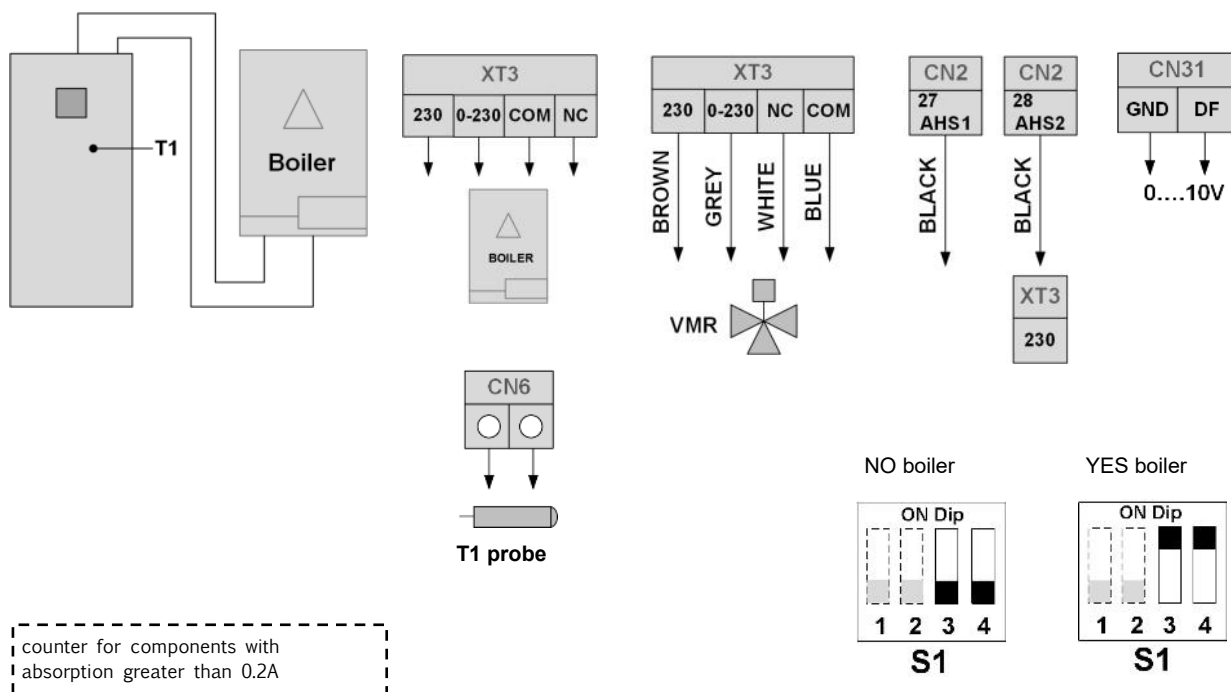 T1
Boiler
XT3
230 0-230 COM NC
BOILER
XT3
230 0-230 NC COM
BROWN GREY WHITE BLUE
VMR
CN2
27
AHS1
BLACK
CN2
28
AHS2
BLACK
XT3
230
CN31
GND DF
0....10V
CN6
T1 probe
NO boiler
ON Dip
1 2 3 4
S1
YES boiler
ON Dip
1 2 3 4
S1
counter for components with
absorption greater than 0.2A